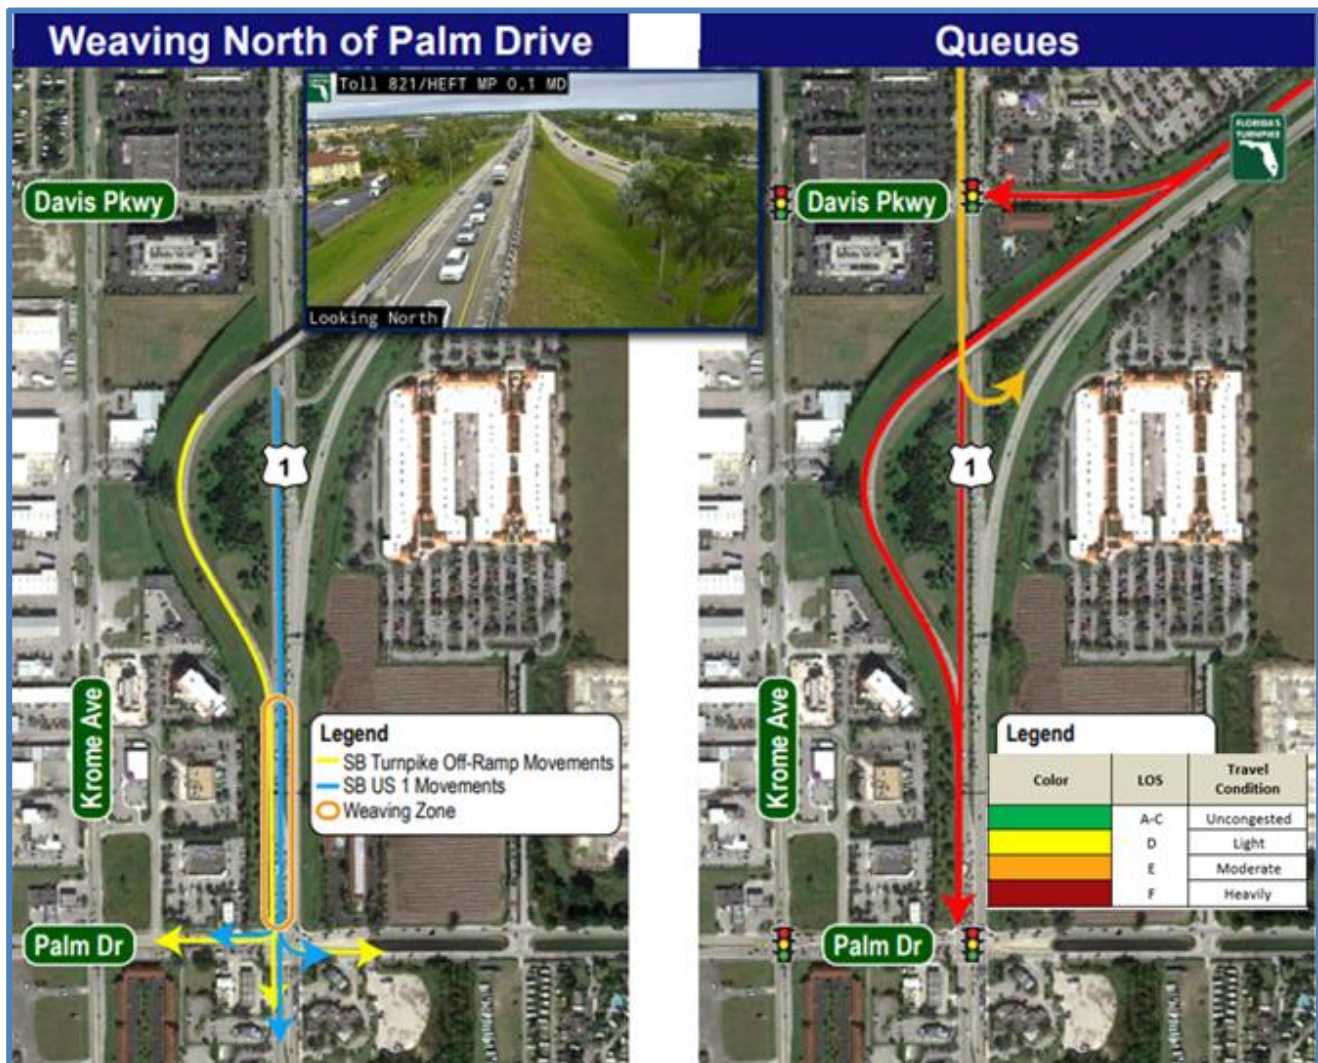 Weaving North of Palm Drive
Toll 821/HEFT MP 0.1 MD
Looking North
Davis Pkwy
1
Krome Ave
Legend
SB Turnpike Off-Ramp Movements
SB US 1 Movements
Weaving Zone
Palm Dr
Queues
FLORIDA'S
TURNPIKE
Davis Pkwy
1
Krome Ave
Legend
Color LOS Travel
Condition
A-C Uncongested
D Light
E Moderate
F Heavily
Palm Dr